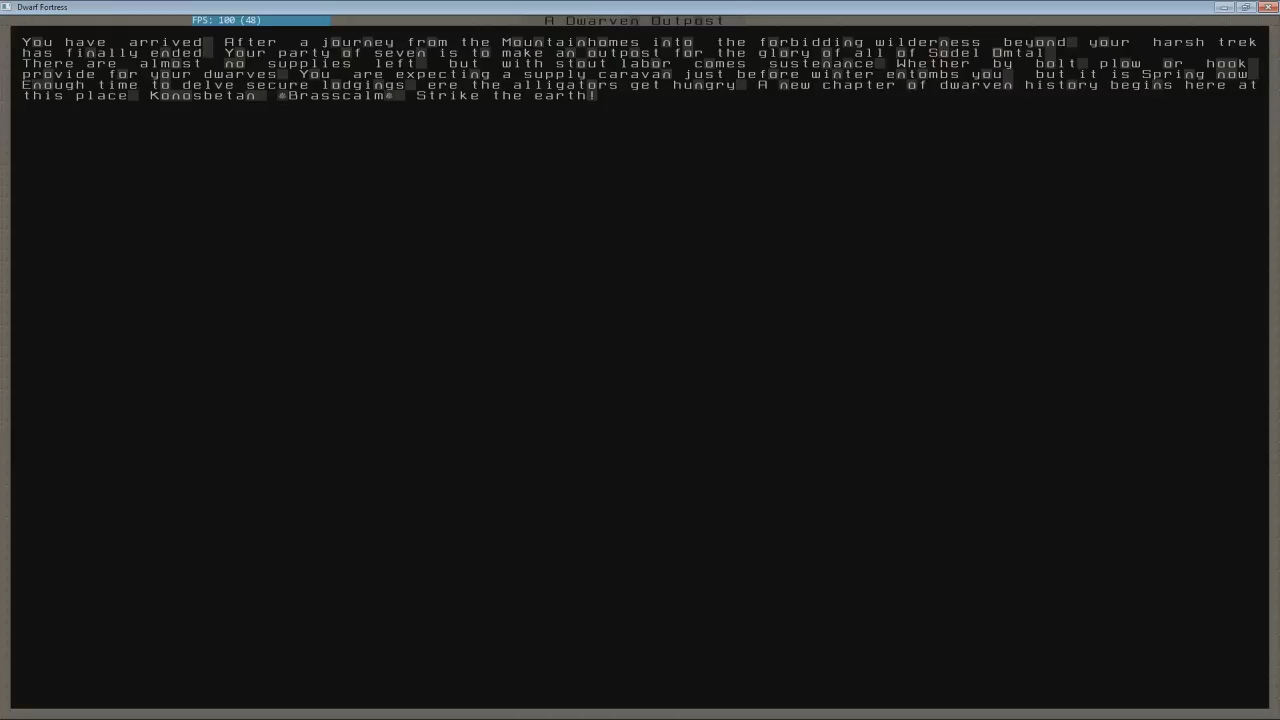 Dwarf Fortress
FPS: 100 (48)
A Dwarven Outpost
You have arrived After a journey from the Mountainhomes into the forbidding wilderness beyond your harsh trek
has finally ended Your party of seven is to make an outpost for the glory of all of Sodel Omtal
There are almost no supplies left but with stout labor comes sustenance Whether by bolt plow or hook
provide for your dwarves You are expecting a supply caravan just before winter entombs you but it is Spring now
Enough time to delve secure lodgings ere the alligators get hungry A new chapter of dwarven history begins here at
this place Konosbetan *Brasscalm* Strike the earth!